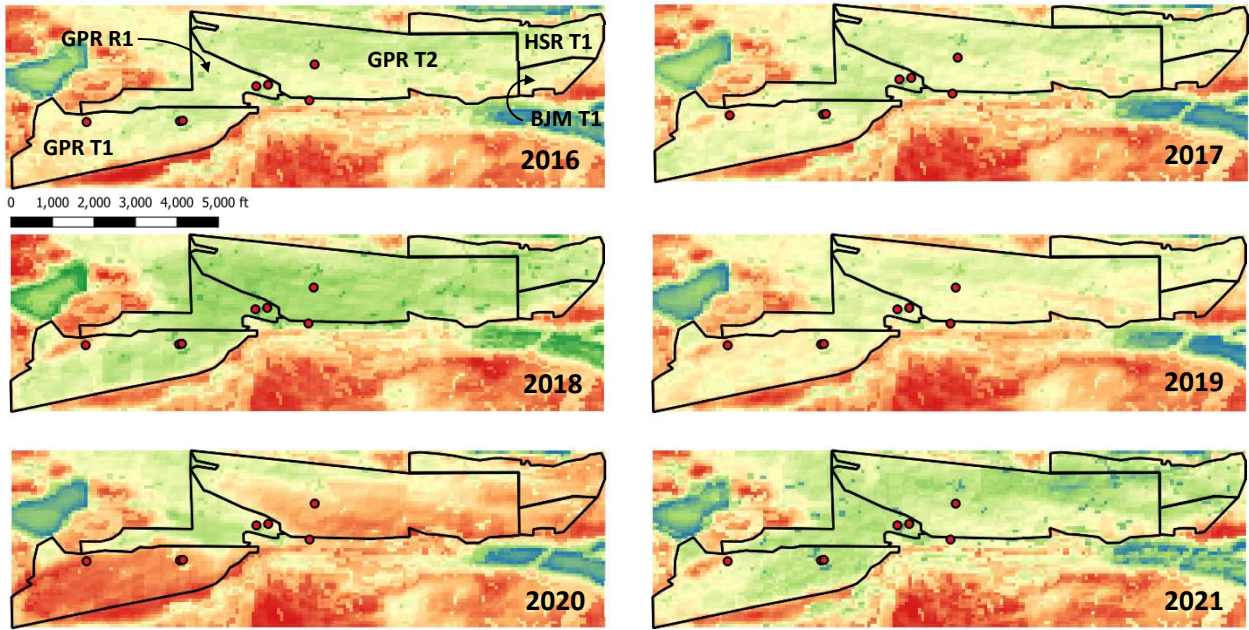 GPR R1
GPR T2
HSR T1
BJM T1
GPR T1
2016
2017
0 1,000 2,000 3,000 4,000 5,000 ft
2018
2019
2020
2021